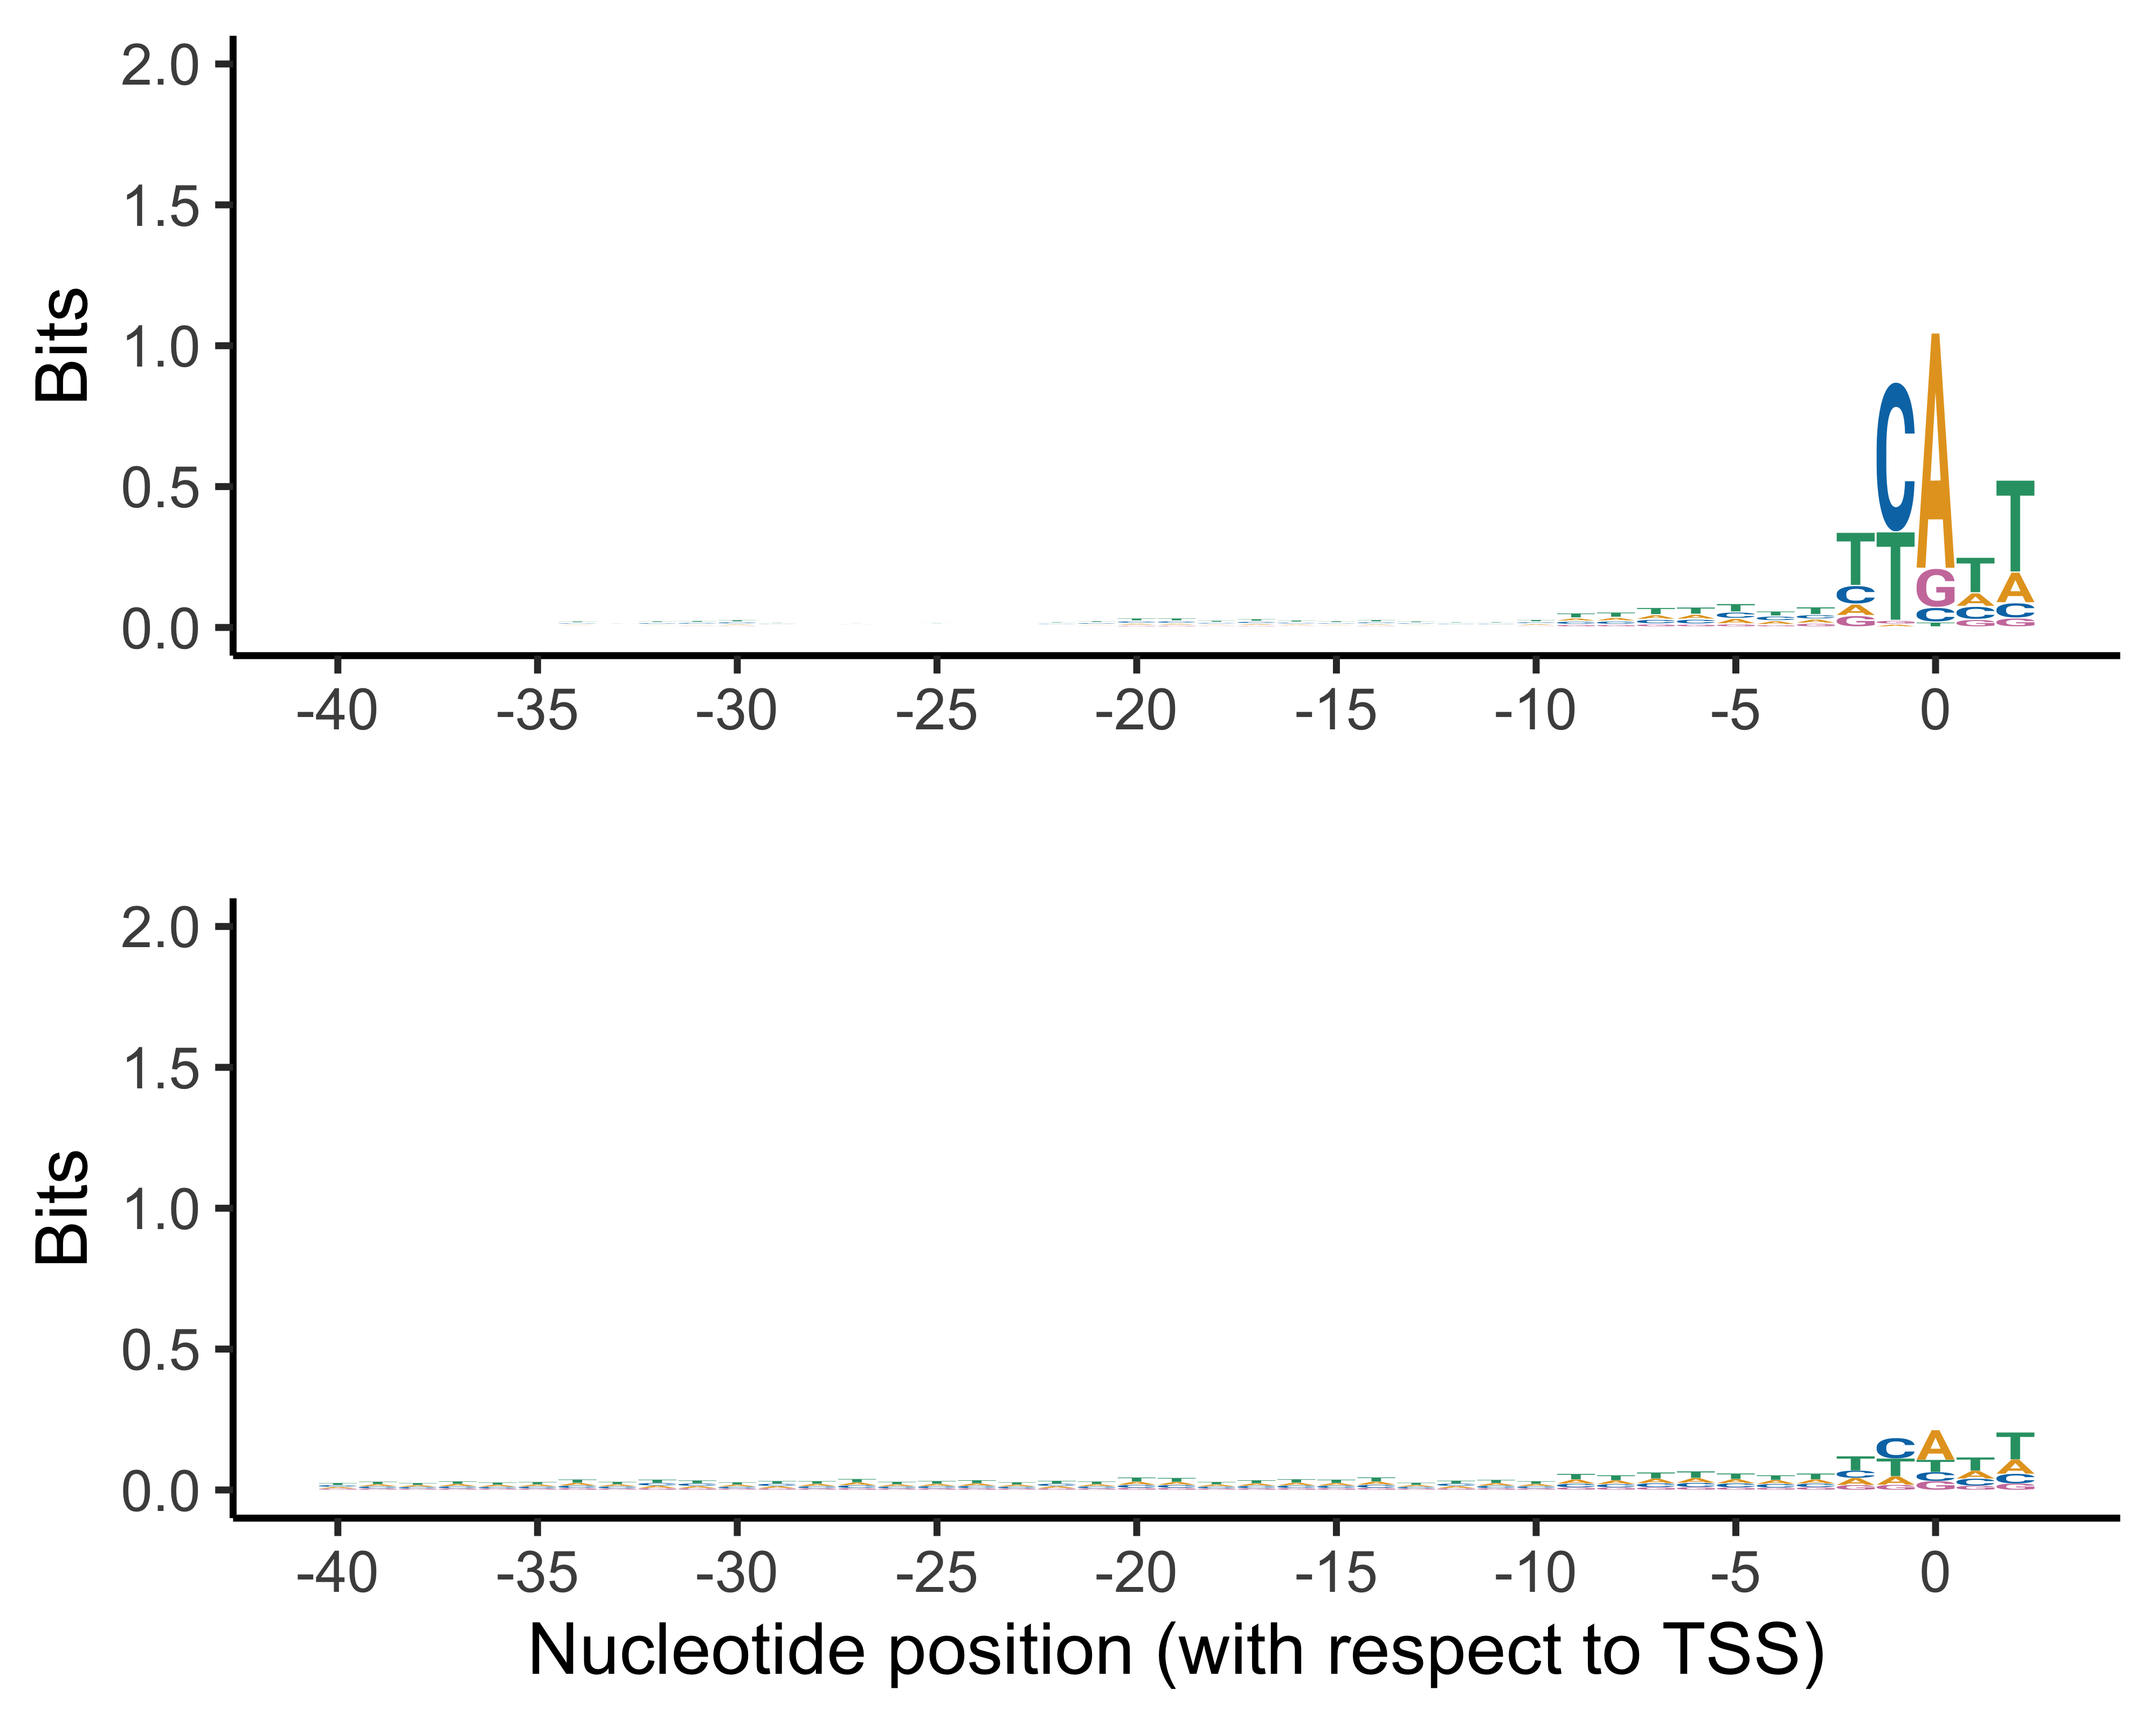 2.0
1.5
1.0
0.5
0.0
Bits
-40 -35 -30 -25 -20 -15 -10 -5 0
T C A T T
C T G A A
A G C C C
G A T G G
2.0
1.5
1.0
0.5
0.0
Bits
-40 -35 -30 -25 -20 -15 -10 -5 0
T C A T T
C T T A A
A A C C C
G G G G G
Nucleotide position (with respect to TSS)